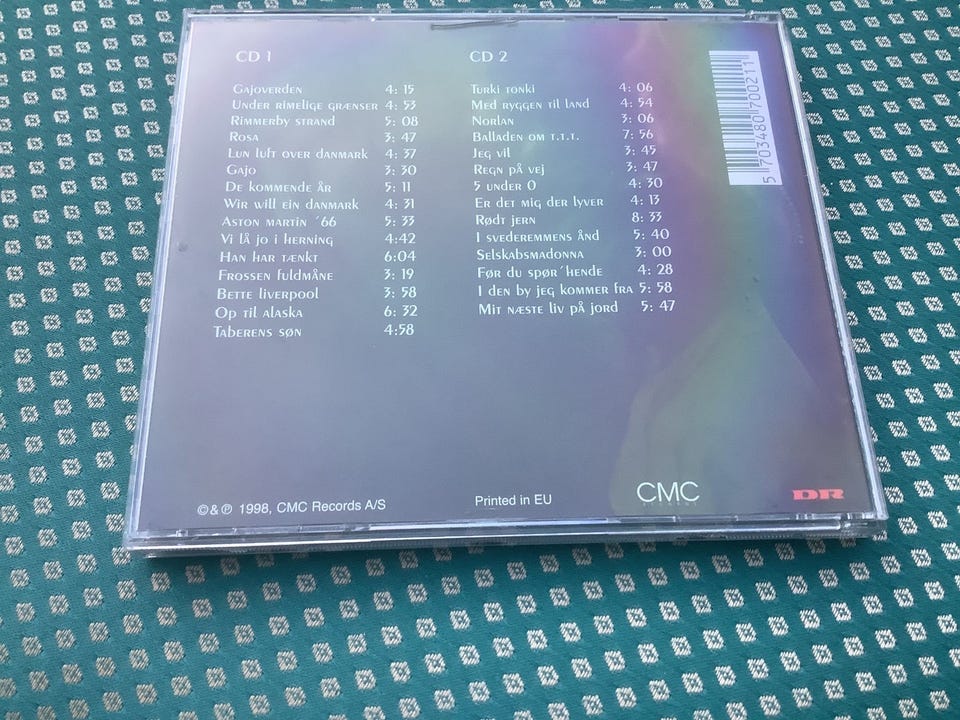 CD 1
Gajoverden 4: 15
Under rimelige grænser 4: 53
Rimmerby strand 5: 08
Rosa 3: 47
Lun luft over danmark 4: 37
Gajo 3: 30
De kommende år 5: 11
Wir will ein danmark 4: 31
Aston martin ´66 5: 33
Vi lå jo i herning 4:42
Han har tænkt 6:04
Frossen fuldmåne 3: 19
Bette liverpool 3: 58
Op til alaska 6: 32
Taberens søn 4:58
CD 2
Turki tonki 4: 06
Med ryggen til land 4: 54
Norlan 3: 06
Balladen om t.i.t. 7: 56
Jeg vil 3: 45
Regn på vej 3: 47
5 under 0 4: 30
Er det mig der lyver 4: 13
Rødt jern 8: 33
I svederemmens ånd 5: 40
Selskabsmadonna 3: 00
Før du spør´hende 4: 28
I den by jeg kommer fra 5: 58
Mit næste liv på jord 5: 47
5 703480 700211
©&℗ 1998, CMC Records A/S
Printed in EU
CMC
RECORDS
DR